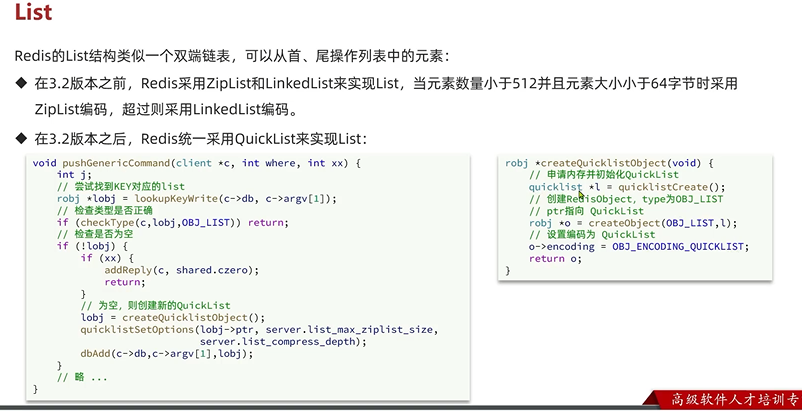 List
Redis的List结构类似一个双端链表，可以从首、尾操作列表中的元素：
◆ 在3.2版本之前，Redis采用ZipList和LinkedList来实现List，当元素数量小于512并且元素大小小于64字节时采用
ZipList编码，超过则采用LinkedList编码。
◆ 在3.2版本之后，Redis统一采用QuickList来实现List：
void pushGenericCommand(client *c, int where, int xx) {
    int j;
    // 尝试找到KEY对应的list
    robj *lobj = lookupKeyWrite(c->db, c->argv[1]);
    // 检查类型是否正确
    if (checkType(c,lobj,OBJ_LIST)) return;
    // 检查是否为空
    if (!lobj) {
        if (xx) {
            addReply(c, shared.czero);
            return;
        }
        // 为空，则创建新的QuickList
        lobj = createQuicklistObject();
        quicklistSetOptions(lobj->ptr, server.list_max_ziplist_size,
                            server.list_compress_depth);
        dbAdd(c->db,c->argv[1],lobj);
    }
    // 略 ...
}
robj *createQuicklistObject(void) {
    // 申请内存并初始化QuickList
    quicklist *l = quicklistCreate();
    // 创建RedisObject，type为OBJ_LIST
    // ptr指向 QuickList
    robj *o = createObject(OBJ_LIST,l);
    // 设置编码为 QuickList
    o->encoding = OBJ_ENCODING_QUICKLIST;
    return o;
}
高级软件人才培训专